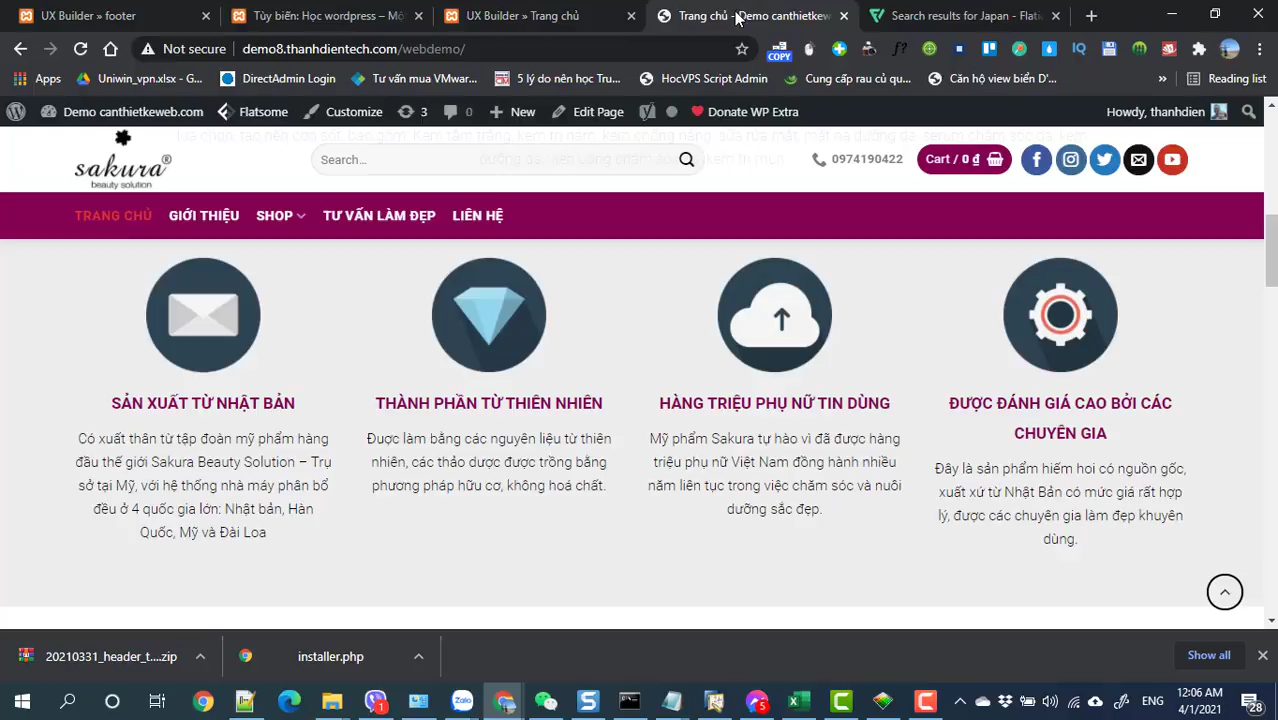 UX Builder » footer
Tùy biến: Học wordpress – Mô
UX Builder » Trang chủ
Trang chủ - Demo canthietkew
Search results for Japan - Flati
Not secure
demo8.thanhdientech.com/webdemo/
COPY
f?
IQ
Apps
Uniwin_vpn.xlsx - G...
DirectAdmin Login
Tư vấn mua VMwar...
5 lý do nên học Tru...
HocVPS Script Admin
Cung cấp rau củ qu...
Căn hộ view biển D'...
»
Reading list
Demo canthietkeweb.com
Flatsome
Customize
3
0
New
Edit Page
Donate WP Extra
Howdy, thanhdien
sakura
beauty solution
Search...
0974190422
Cart / 0 ₫
TRANG CHỦ
GIỚI THIỆU
SHOP
TƯ VẤN LÀM ĐẸP
LIÊN HỆ
SẢN XUẤT TỪ NHẬT BẢN
Có xuất thân từ tập đoàn mỹ phẩm hàng
đầu thế giới Sakura Beauty Solution – Trụ
sở tại Mỹ, với hệ thống nhà máy phân bổ
đều ở 4 quốc gia lớn: Nhật bản, Hàn
Quốc, Mỹ và Đài Loa
THÀNH PHẦN TỪ THIÊN NHIÊN
Được làm bằng các nguyên liệu từ thiên
nhiên, các thảo dược được trồng bằng
phương pháp hữu cơ, không hoá chất.
HÀNG TRIỆU PHỤ NỮ TIN DÙNG
Mỹ phẩm Sakura tự hào vì đã được hàng
triệu phụ nữ Việt Nam đồng hành nhiều
năm liên tục trong việc chăm sóc và nuôi
dưỡng sắc đẹp.
ĐƯỢC ĐÁNH GIÁ CAO BỞI CÁC
CHUYÊN GIA
Đây là sản phẩm hiếm hoi có nguồn gốc,
xuất xứ từ Nhật Bản có mức giá rất hợp
lý, được các chuyên gia làm đẹp khuyên
dùng.
20210331_header_t....zip
installer.php
Show all
1
Zalo
5
ENG
12:06 AM
4/1/2021
28